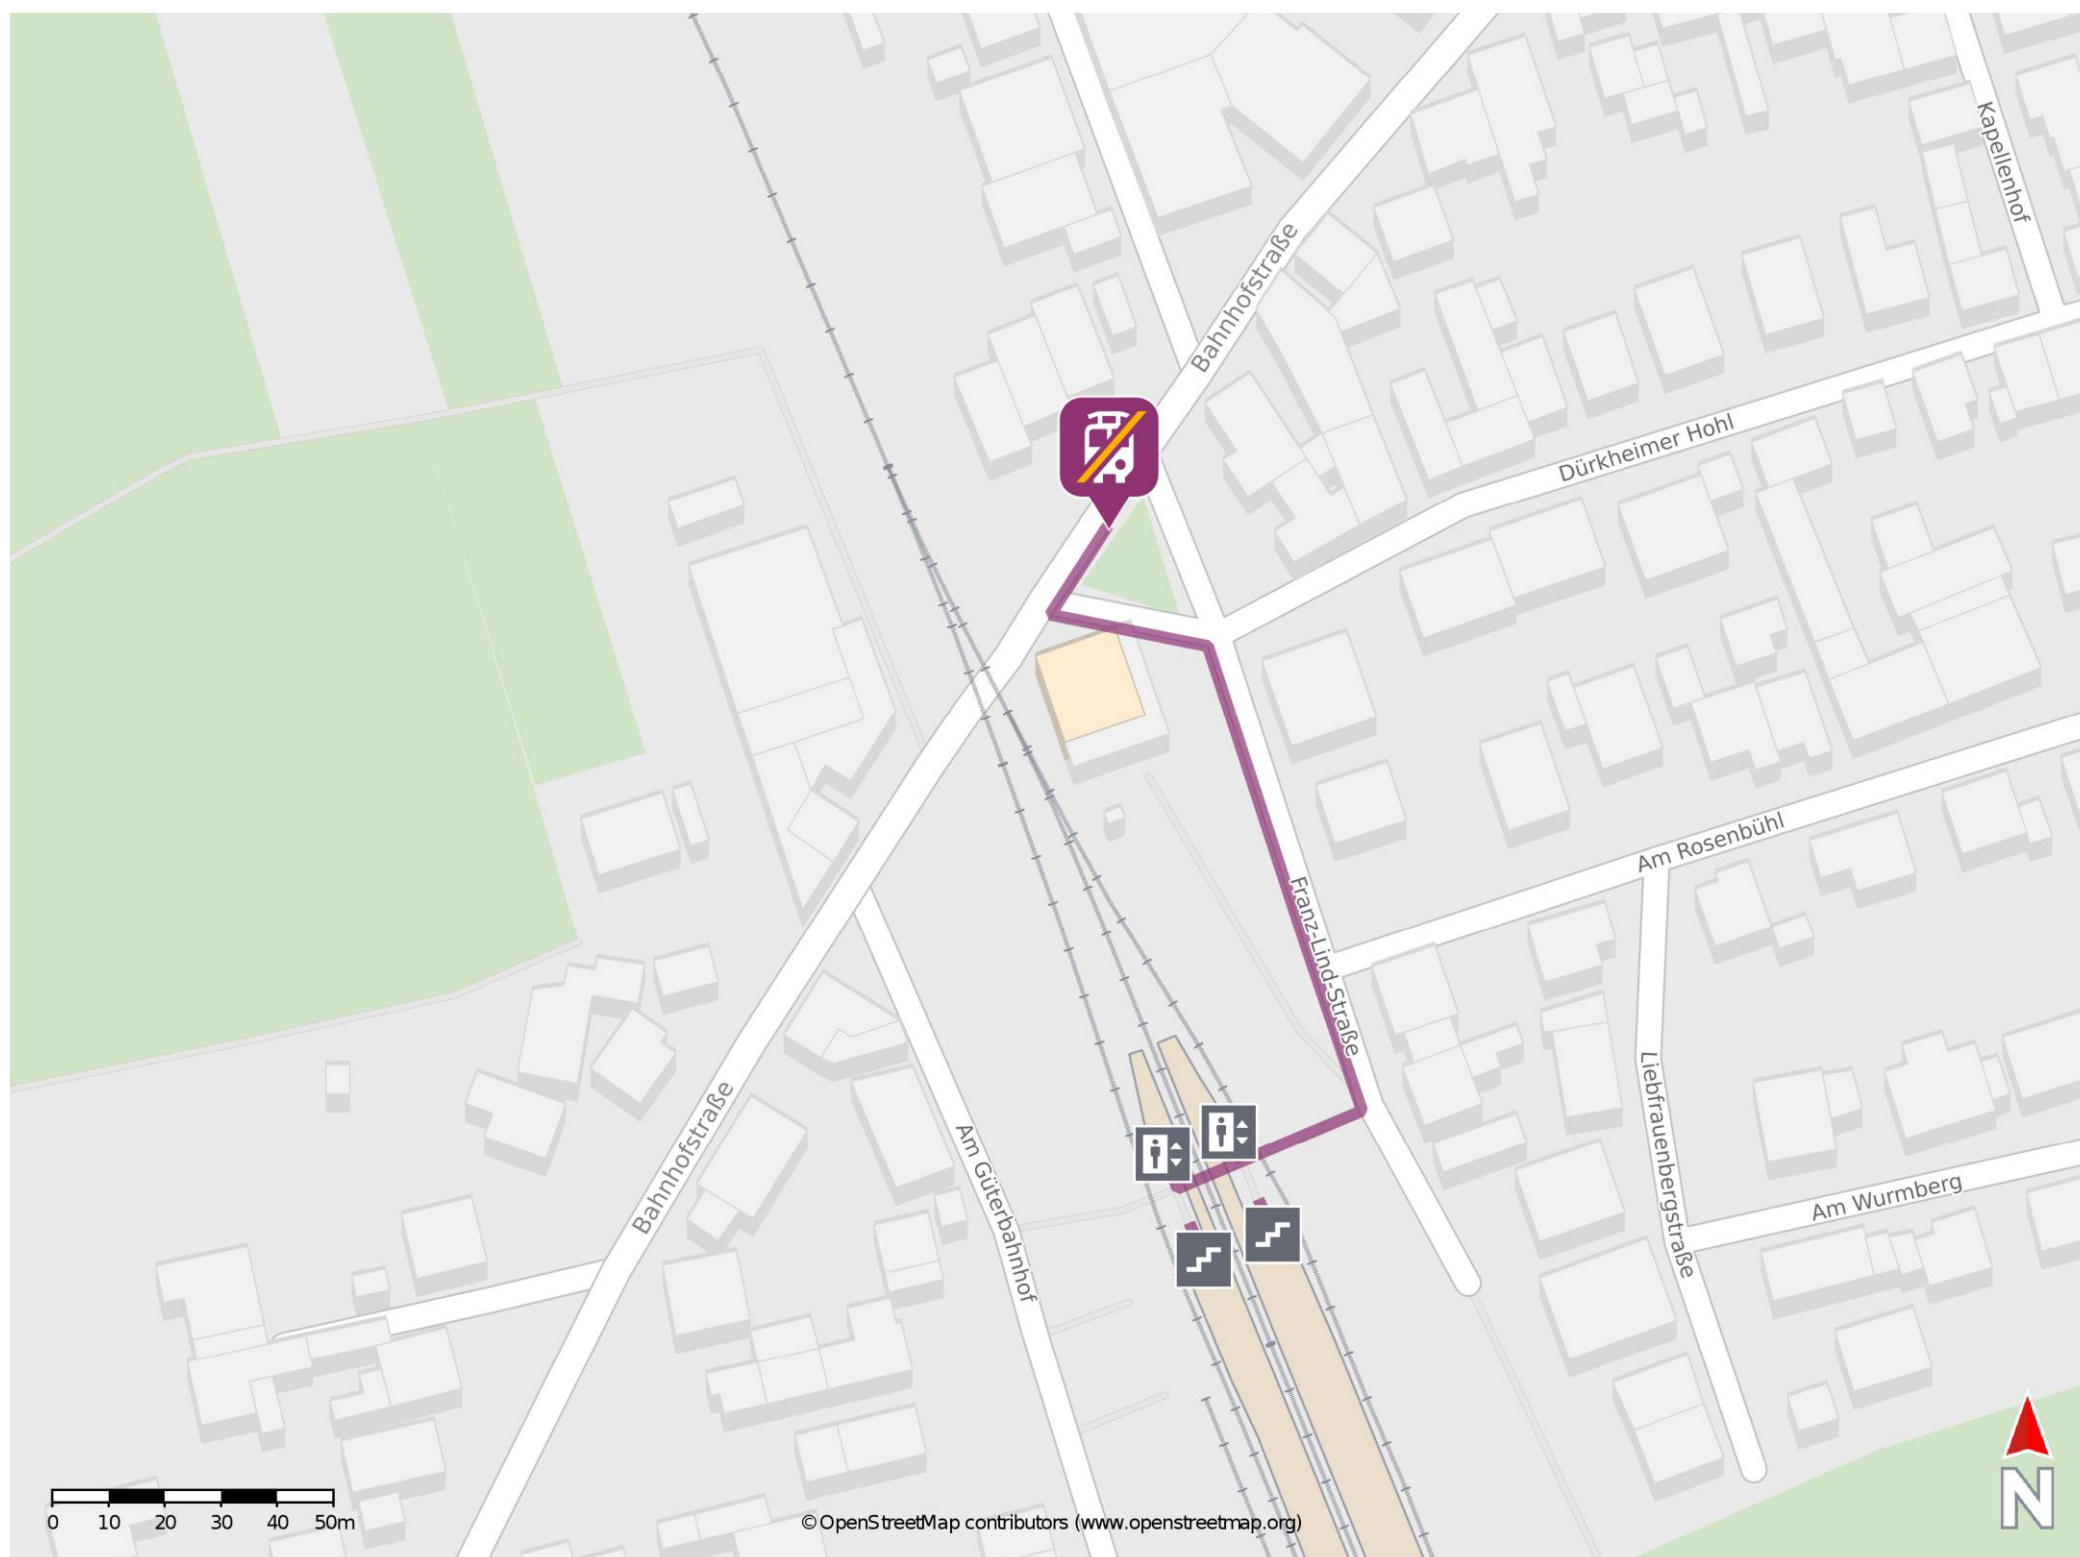 Kapellenhof
Bahnhofstraße
Dürkheimer Hohl
Am Rosenbühl
Franz-Lind-Straße
Liebfrauenbergstraße
Bahnhofstraße
Am Güterbahnhof
Am Wurmberg
N
0 10 20 30 40 50m
©OpenStreetMap contributors (www.openstreetmap.org)